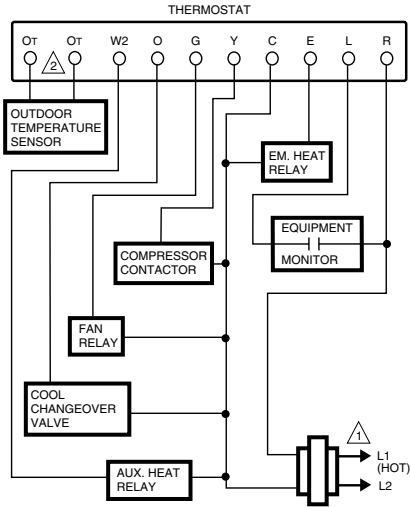 THERMOSTAT
OT OT W2 O G Y C E L R
2
OUTDOOR
TEMPERATURE
SENSOR
EM. HEAT
RELAY
EQUIPMENT
MONITOR
COMPRESSOR
CONTACTOR
FAN
RELAY
COOL
CHANGEOVER
VALVE
AUX. HEAT
RELAY
1
L1
(HOT)
L2